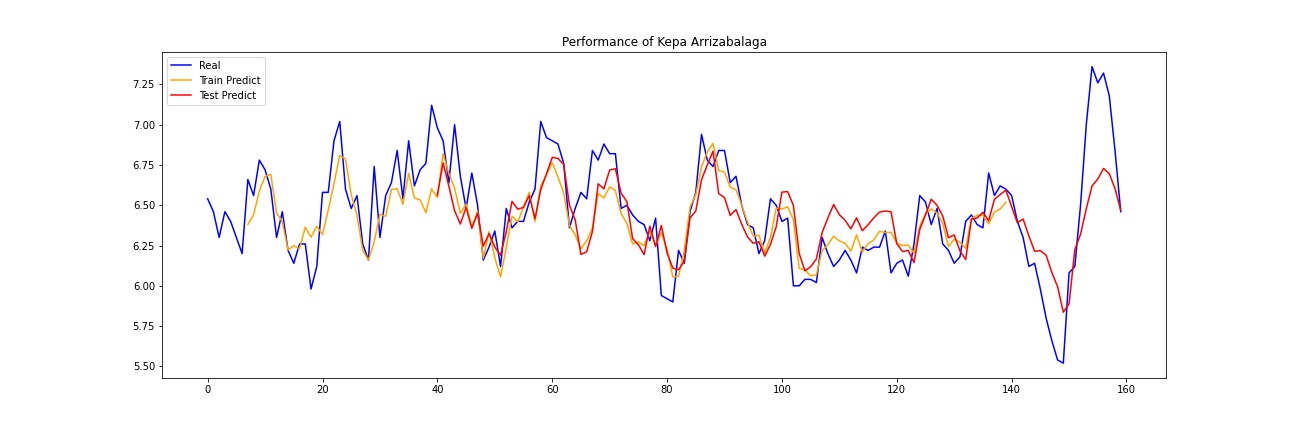 Performance of Kepa Arrizabalaga
Real
Train Predict
Test Predict
7.25
7.00
6.75
6.50
6.25
6.00
5.75
5.50
0 20 40 60 80 100 120 140 160